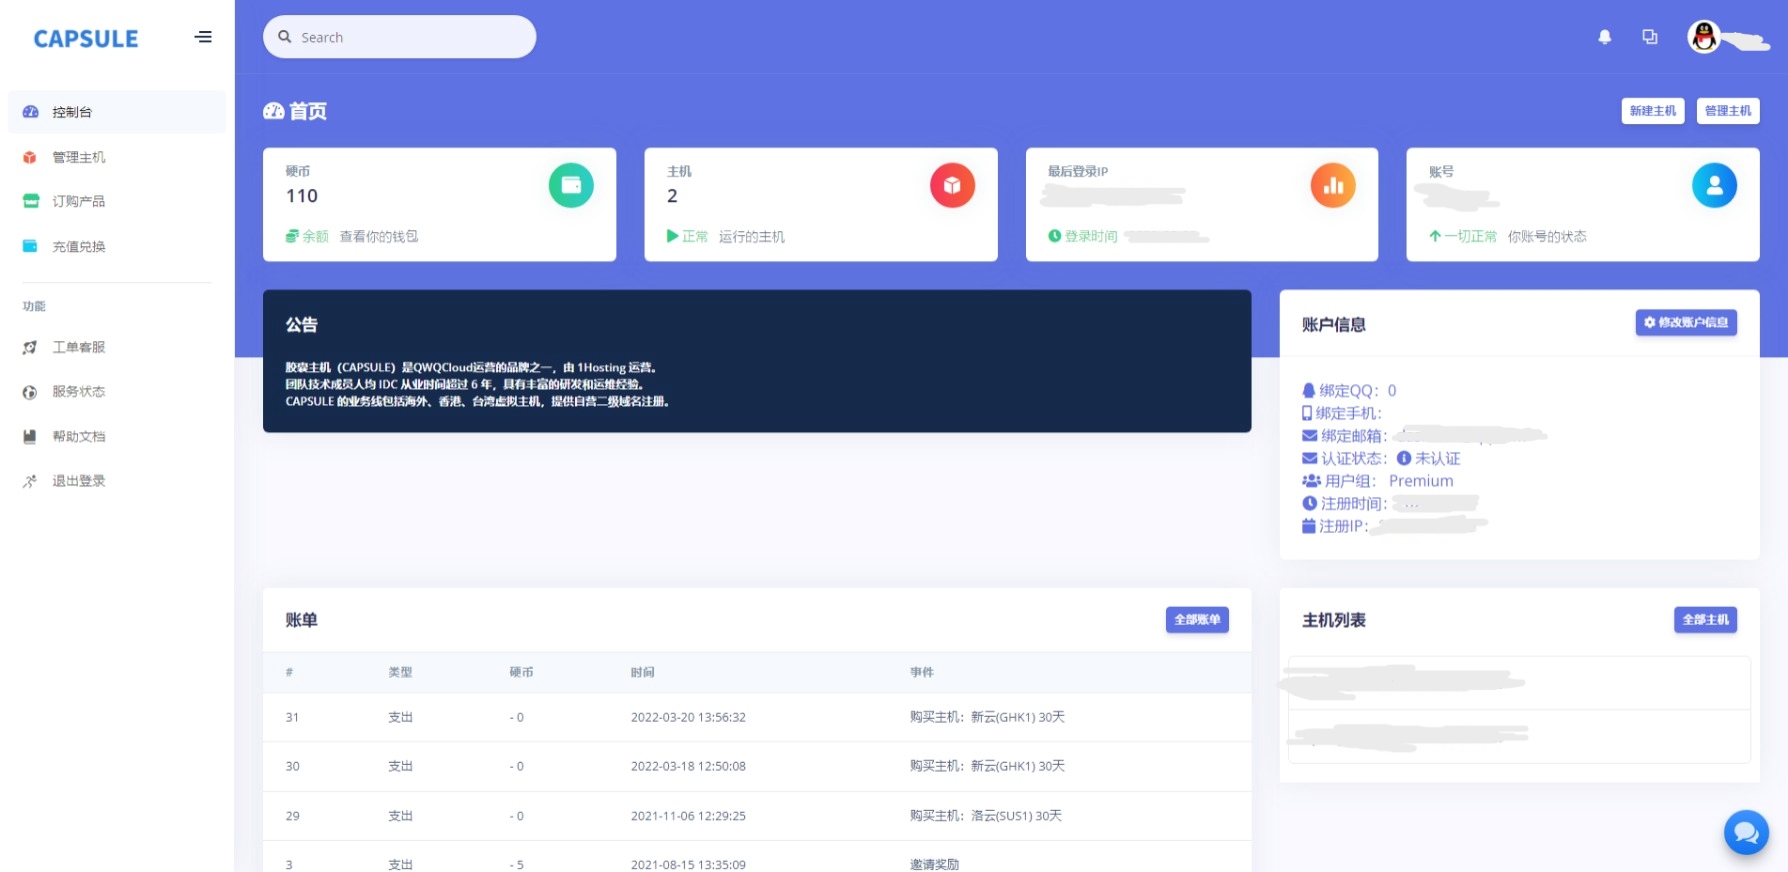 CAPSULE
Search
控制台
管理主机
订购产品
充值兑换
功能
工单客服
服务状态
帮助文档
退出登录
首页
新建主机
管理主机
硬币
110
余额 查看你的钱包
主机
2
正常 运行的主机
最后登录IP
登录时间
账号
一切正常 你账号的状态
公告
胶囊主机（CAPSULE）是QWQCloud运营的品牌之一，由 1Hosting 运营。
团队技术成员人均 IDC 从业时间超过 6 年，具有丰富的研发和运维经验。
CAPSULE 的业务线包括海外、香港、台湾虚拟主机，提供自营二级域名注册。
账户信息
修改账户信息
绑定QQ：0
绑定手机：
绑定邮箱：
认证状态： 未认证
用户组： Premium
注册时间：
注册IP：
账单
全部账单
# 类型 硬币 时间 事件
31 支出 - 0 2022-03-20 13:56:32 购买主机：新云(GHK1) 30天
30 支出 - 0 2022-03-18 12:50:08 购买主机：新云(GHK1) 30天
29 支出 - 0 2021-11-06 12:29:25 购买主机：洛云(SUS1) 30天
3 支出 - 5 2021-08-15 13:35:09 邀请奖励
主机列表
全部主机